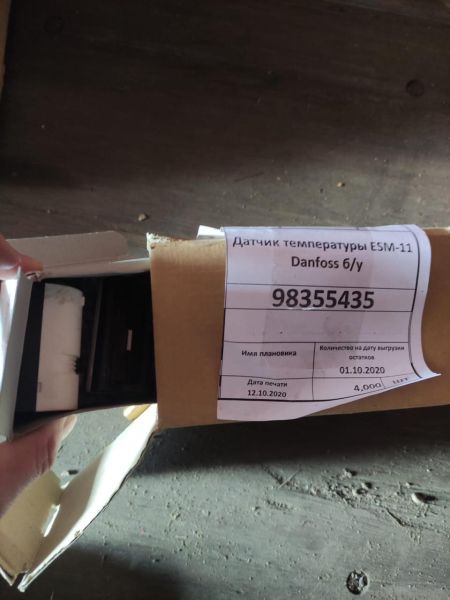 Датчик температуры ESM-11
Danfoss б/у
98355435
Имя плановика
Количество на дату выгрузки
остатков
01.10.2020
Дата печати
12.10.2020
4,000
шт